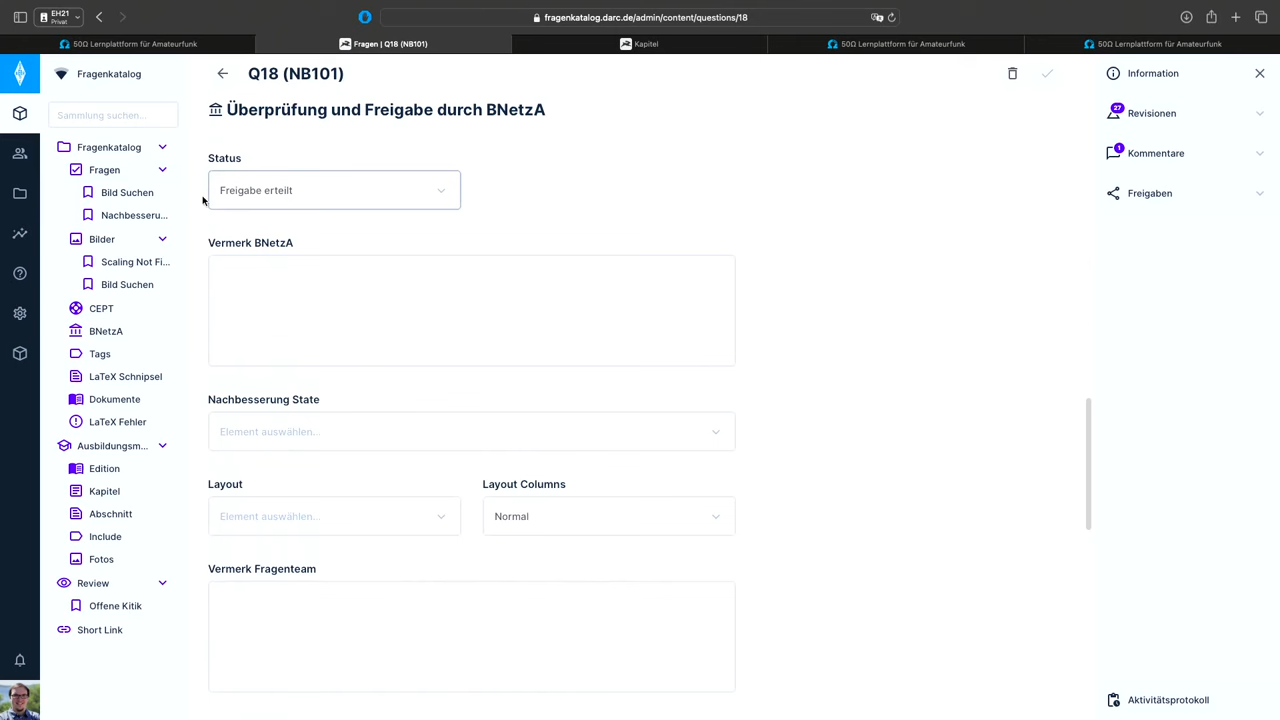 EH21
Privat
fragenkatalog.darc.de/admin/content/questions/18
50Ω Lernplattform für Amateurfunk
Fragen | Q18 (NB101)
Kapitel
50Ω Lernplattform für Amateurfunk
50Ω Lernplattform für Amateurfunk
Fragenkatalog
Sammlung suchen...
Fragenkatalog
Fragen
Bild Suchen
Nachbesseru...
Bilder
Scaling Not Fi...
Bild Suchen
CEPT
BNetzA
Tags
LaTeX Schnipsel
Dokumente
LaTeX Fehler
Ausbildungsm...
Edition
Kapitel
Abschnitt
Include
Fotos
Review
Offene Kitik
Short Link
Q18 (NB101)
Überprüfung und Freigabe durch BNetzA
Status
Freigabe erteilt
Vermerk BNetzA
Nachbesserung State
Element auswählen...
Layout
Layout Columns
Element auswählen...
Normal
Vermerk Fragenteam
Information
27
Revisionen
1
Kommentare
Freigaben
Aktivitätsprotokoll